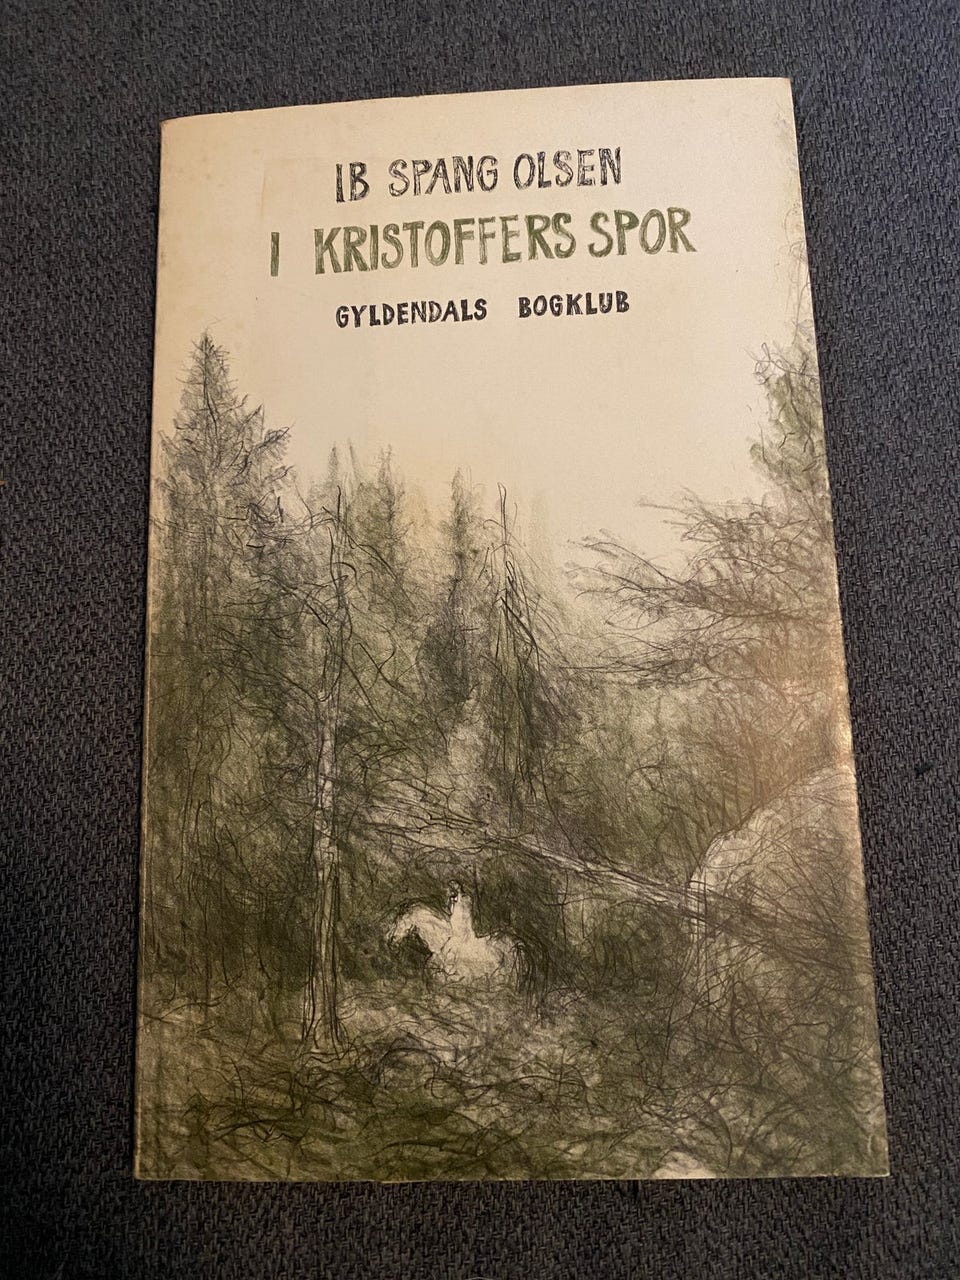 IB SPANG OLSEN
I KRISTOFFERS SPOR
GYLDENDALS BOGKLUB